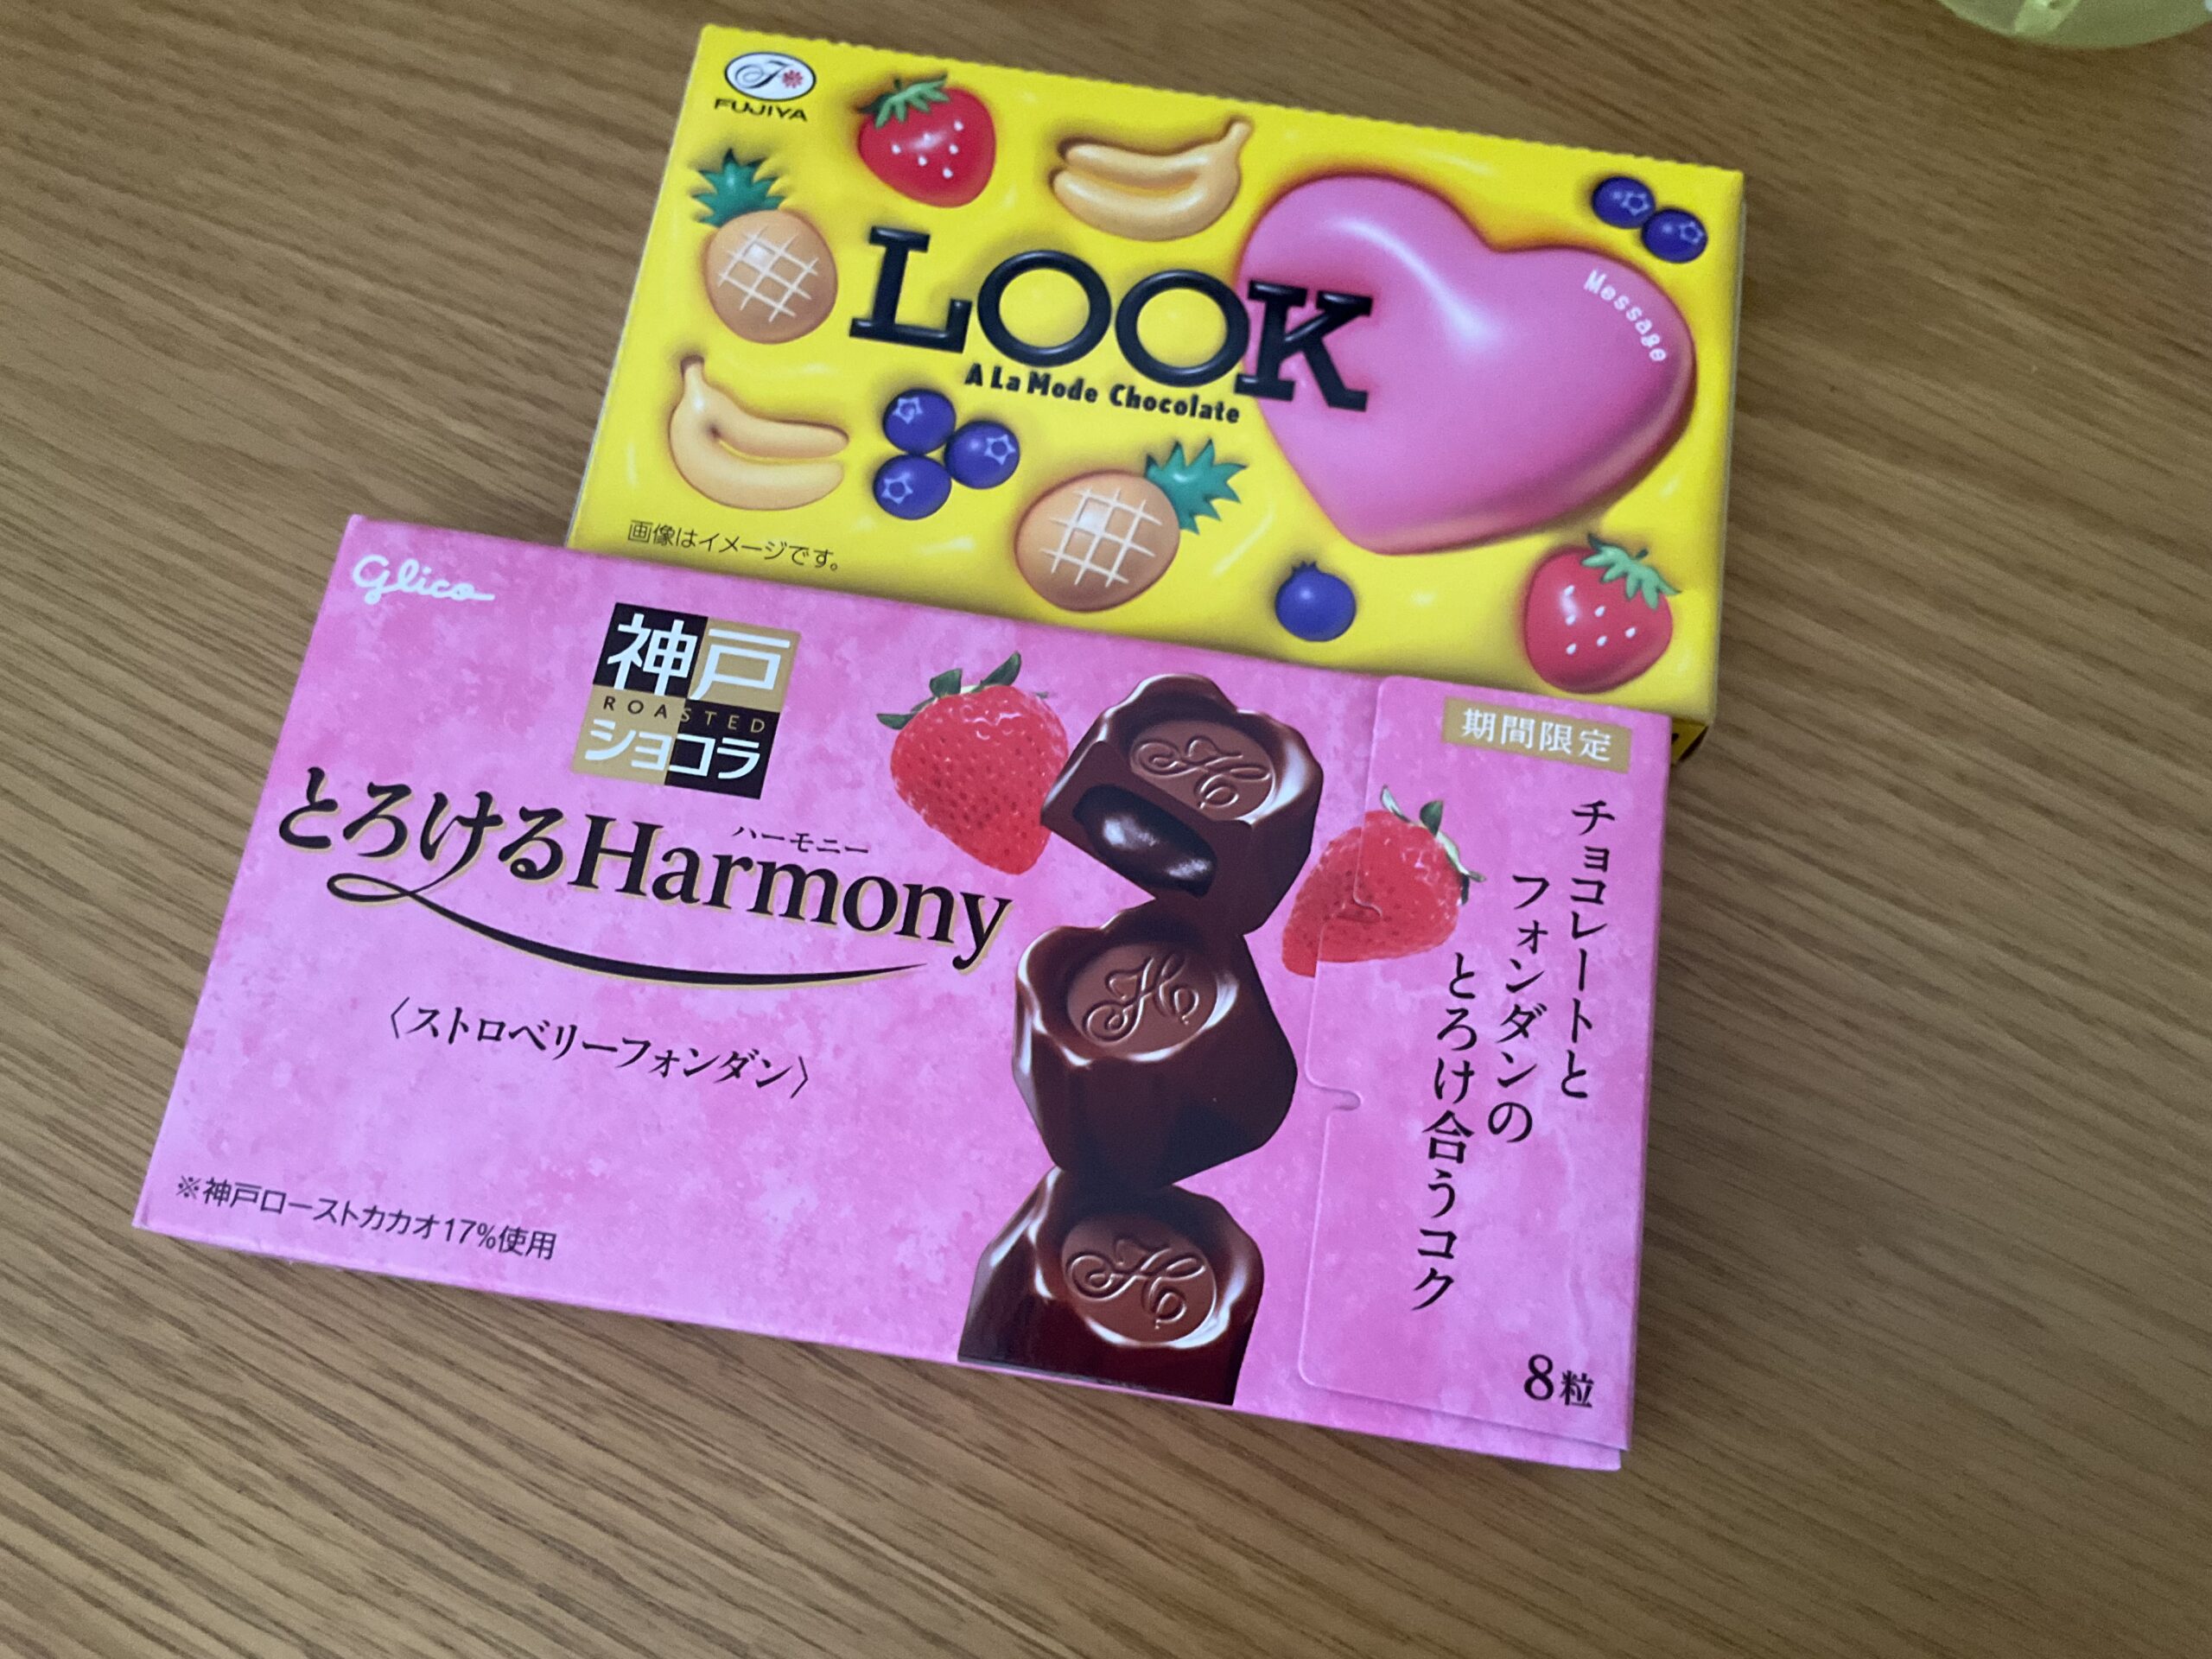 FUJIYA
LOOK
A La Mode Chocolate
Message
画像はイメージです。
glico
神戸
ROASTED
ショコラ
ハーモニー
とろけるHarmony
〈ストロベリーフォンダン〉
※神戸ローストカカオ17%使用
期間限定
チョコレートと
フォンダンの
とろけ合うコク
8粒